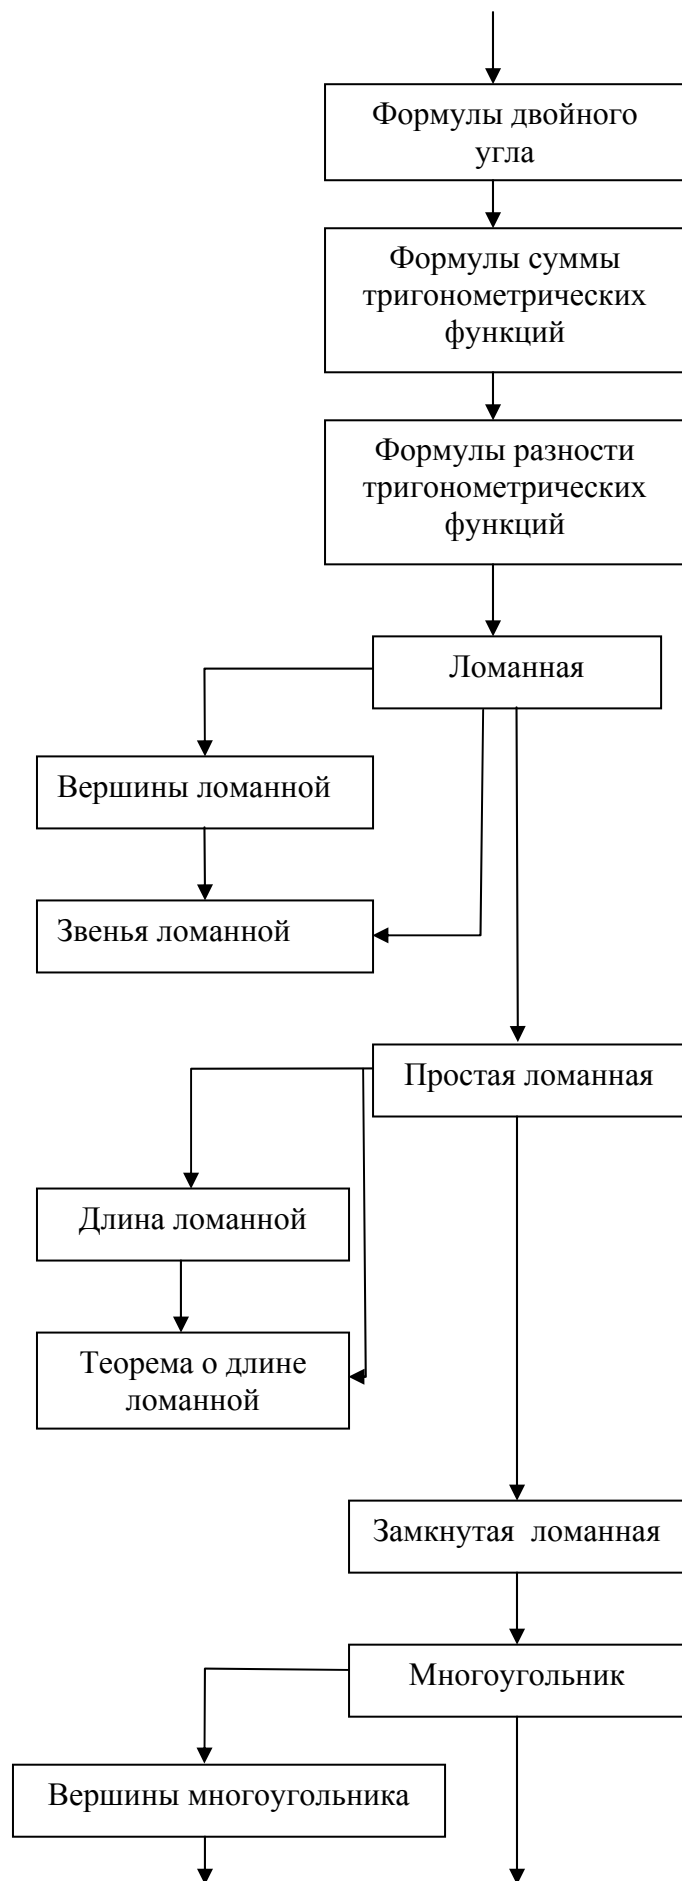 Формулы двойного
угла
Формулы суммы
тригонометрических
функций
Формулы разности
тригонометрических
функций
Ломанная
Вершины ломанной
Звенья ломанной
Простая ломанная
Длина ломанной
Теорема о длине
ломанной
Замкнутая ломанная
Многоугольник
Вершины многоугольника